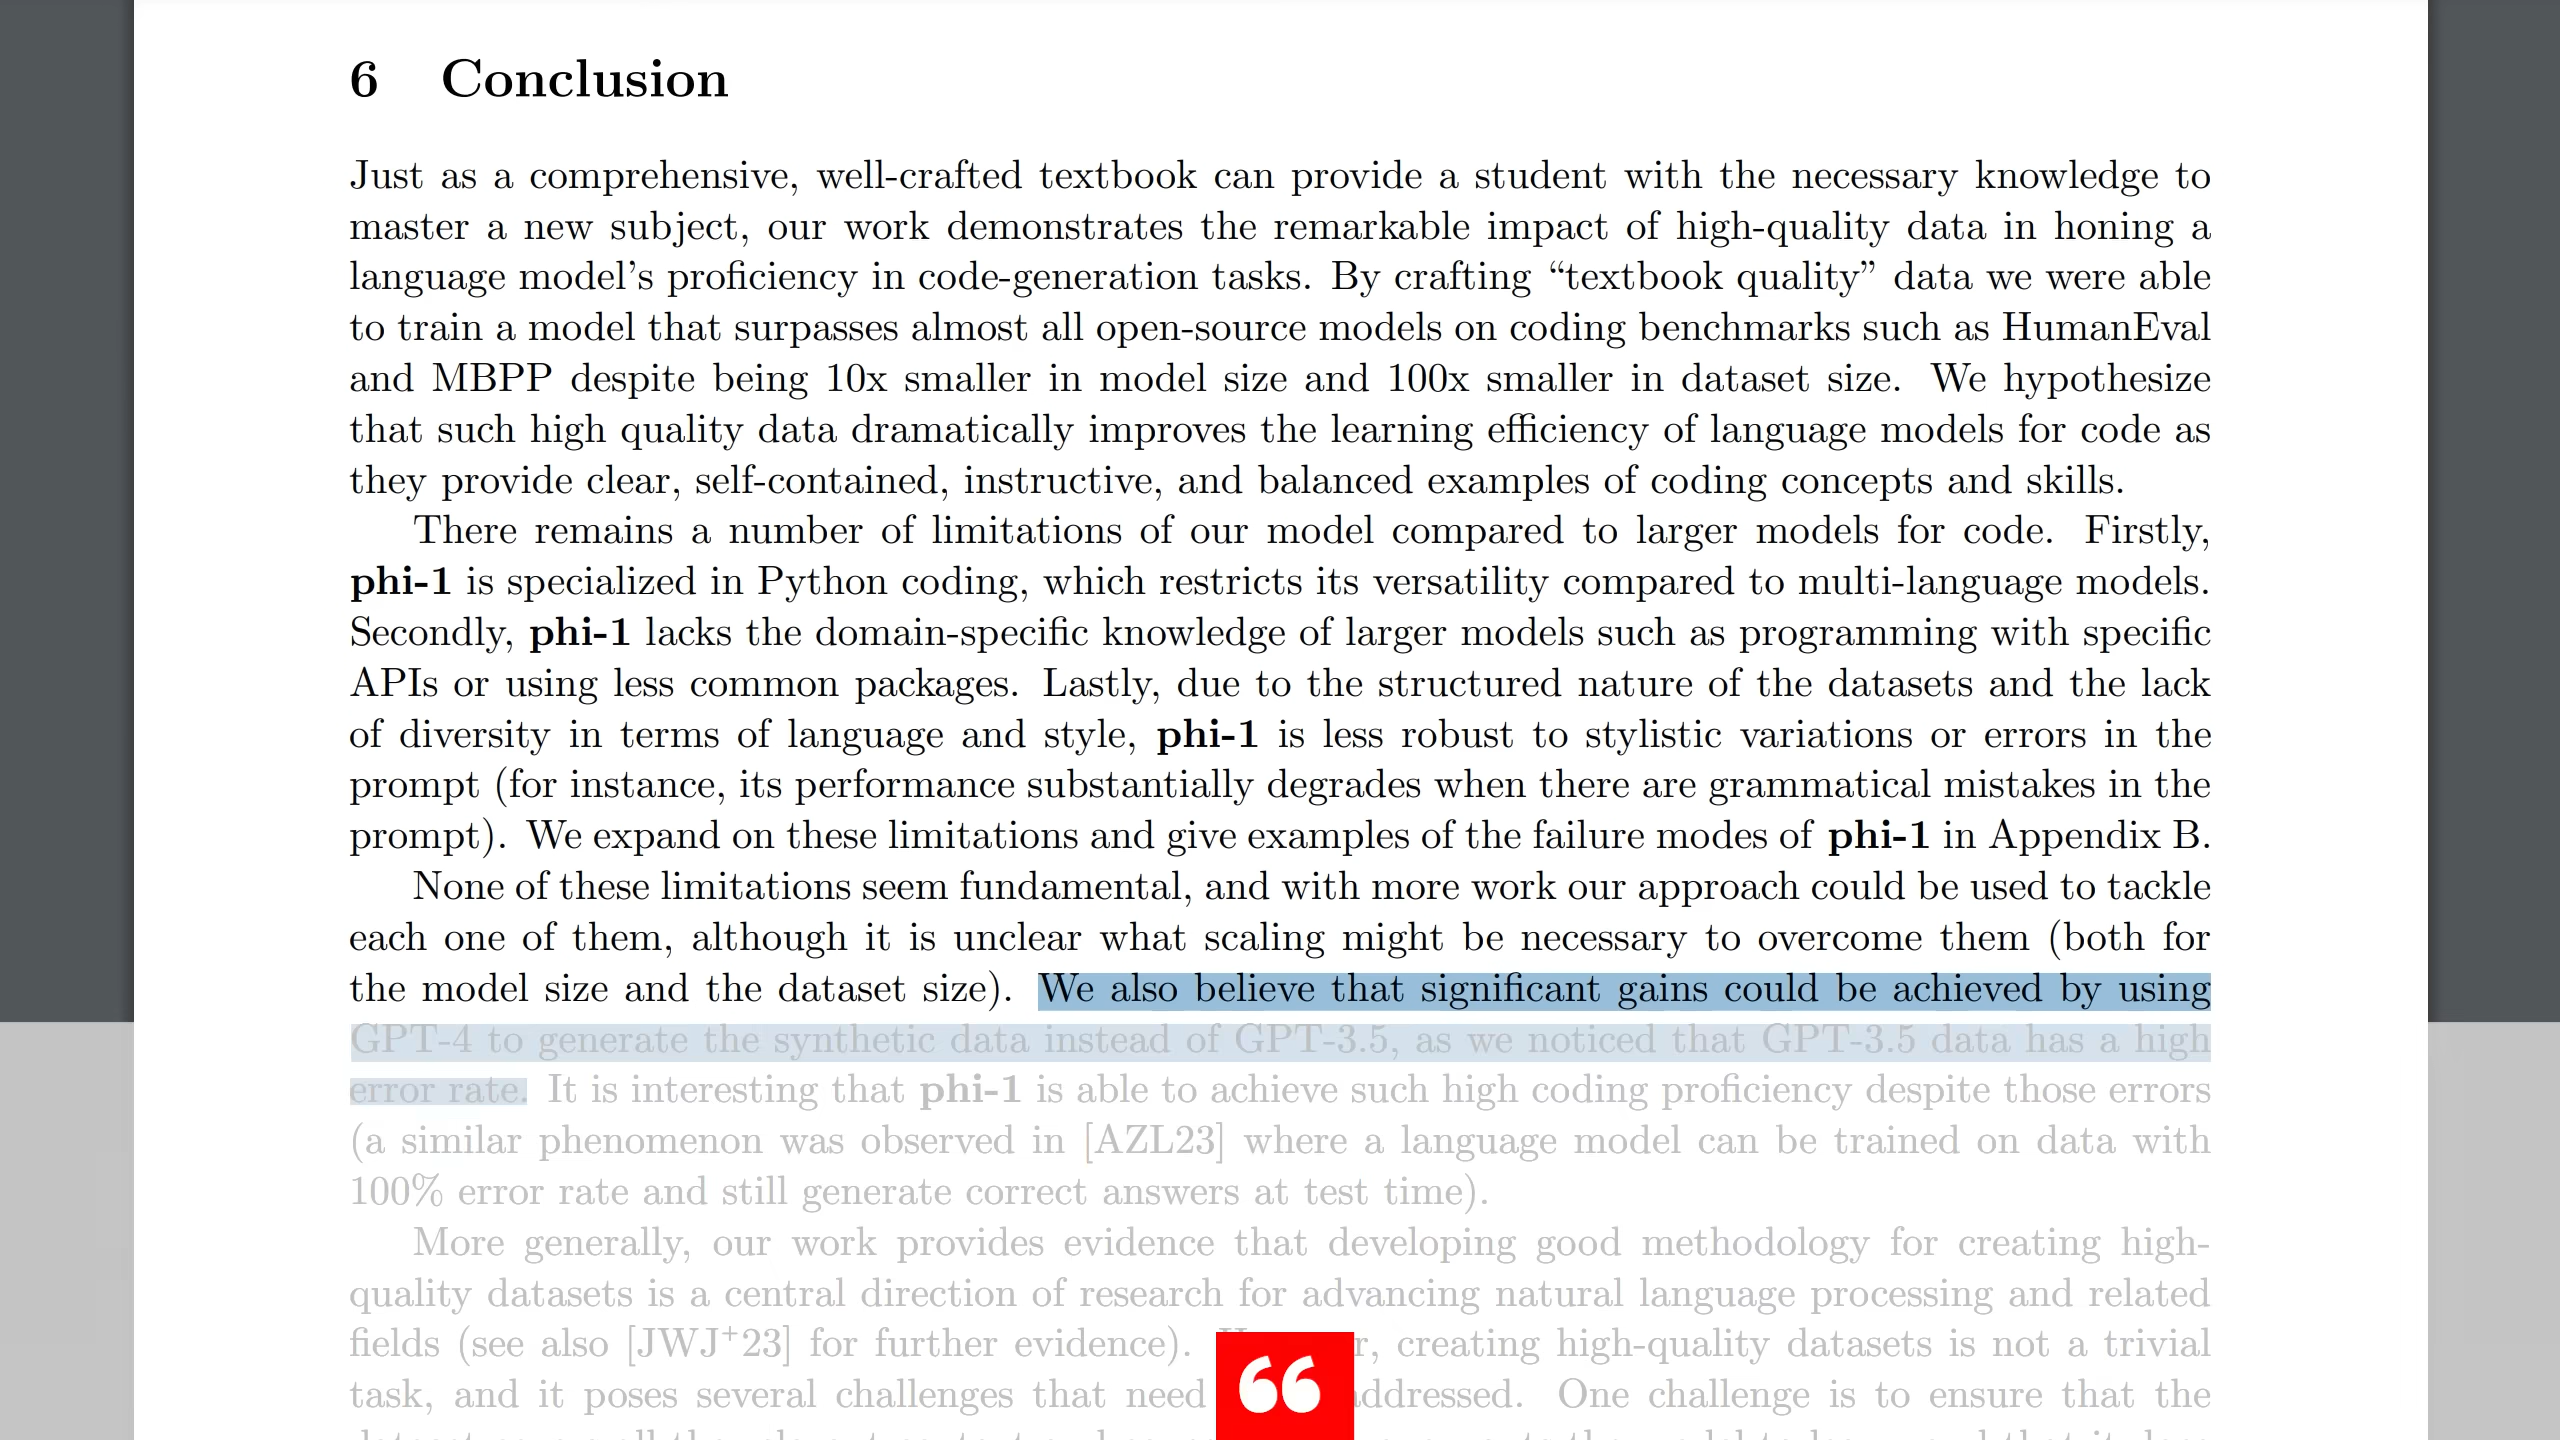 6 Conclusion
Just as a comprehensive, well-crafted textbook can provide a student with the necessary knowledge to
master a new subject, our work demonstrates the remarkable impact of high-quality data in honing a
language model’s proficiency in code-generation tasks. By crafting “textbook quality” data we were able
to train a model that surpasses almost all open-source models on coding benchmarks such as HumanEval
and MBPP despite being 10x smaller in model size and 100x smaller in dataset size. We hypothesize
that such high quality data dramatically improves the learning efficiency of language models for code as
they provide clear, self-contained, instructive, and balanced examples of coding concepts and skills.
There remains a number of limitations of our model compared to larger models for code. Firstly,
phi-1 is specialized in Python coding, which restricts its versatility compared to multi-language models.
Secondly, phi-1 lacks the domain-specific knowledge of larger models such as programming with specific
APIs or using less common packages. Lastly, due to the structured nature of the datasets and the lack
of diversity in terms of language and style, phi-1 is less robust to stylistic variations or errors in the
prompt (for instance, its performance substantially degrades when there are grammatical mistakes in the
prompt). We expand on these limitations and give examples of the failure modes of phi-1 in Appendix B.
None of these limitations seem fundamental, and with more work our approach could be used to tackle
each one of them, although it is unclear what scaling might be necessary to overcome them (both for
the model size and the dataset size). We also believe that significant gains could be achieved by using
GPT-4 to generate the synthetic data instead of GPT-3.5, as we noticed that GPT-3.5 data has a high
error rate. It is interesting that phi-1 is able to achieve such high coding proficiency despite those errors
(a similar phenomenon was observed in [AZL23] where a language model can be trained on data with
100% error rate and still generate correct answers at test time).
More generally, our work provides evidence that developing good methodology for creating high-
quality datasets is a central direction of research for advancing natural language processing and related
fields (see also [JWJ+23] for further evidence). creating high-quality datasets is not a trivial
task, and it poses several challenges that need addressed. One challenge is to ensure that the